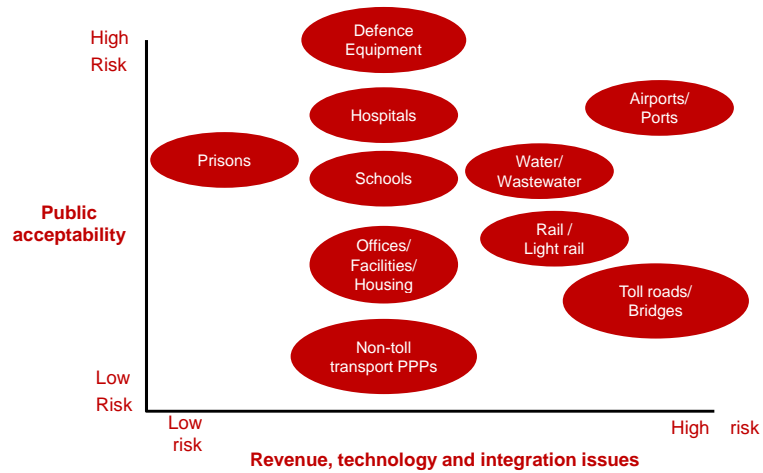 High
Risk
Defence
Equipment
Hospitals
Airports/
Ports
Prisons
Schools
Water/
Wastewater
Public
acceptability
Offices/
Facilities/
Housing
Rail /
Light rail
Toll roads/
Bridges
Non-toll
transport PPPs
Low
Risk
Low
risk
High risk
Revenue, technology and integration issues